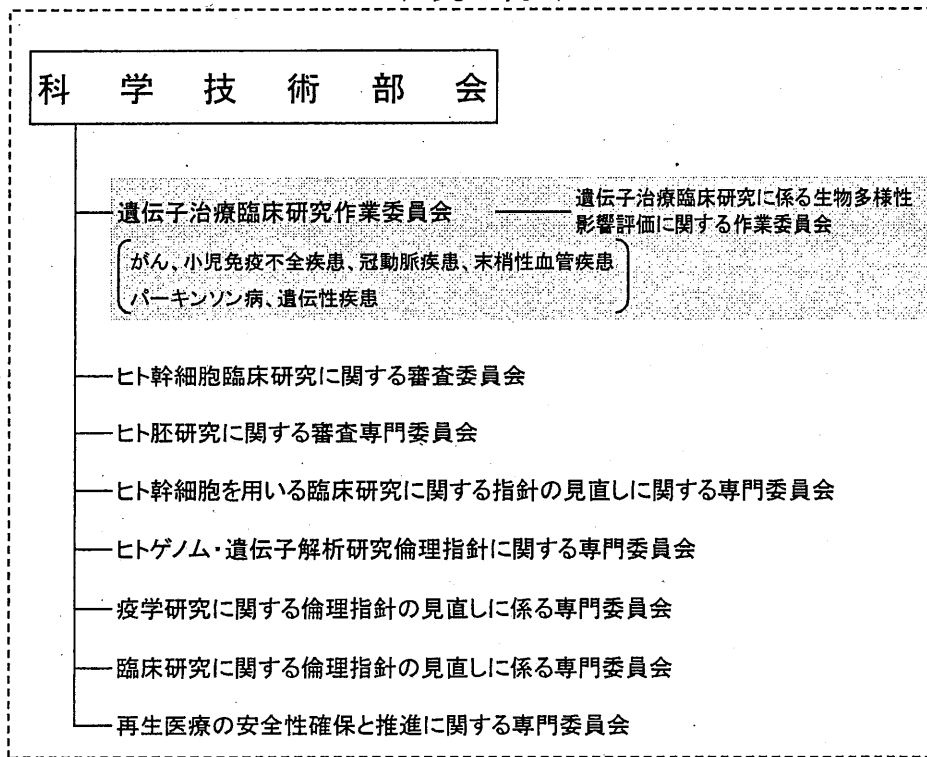 科学技術部会
遺伝子治療臨床研究作業委員会
遺伝子治療臨床研究に係る生物多様性
影響評価に関する作業委員会
がん、小児免疫不全疾患、冠動脈疾患、末梢性血管疾患
パーキンソン病、遺伝性疾患
ヒト幹細胞臨床研究に関する審査委員会
ヒト胚研究に関する審査専門委員会
ヒト幹細胞を用いる臨床研究に関する指針の見直しに関する専門委員会
ヒトゲノム・遺伝子解析研究倫理指針に関する専門委員会
疫学研究に関する倫理指針の見直しに係る専門委員会
臨床研究に関する倫理指針の見直しに係る専門委員会
再生医療の安全性確保と推進に関する専門委員会